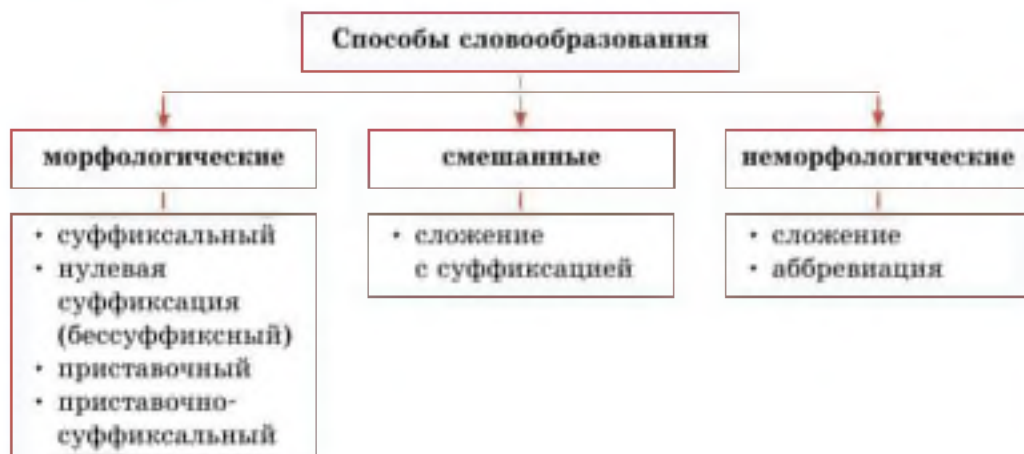 Способы словообразования
морфологические
• суффиксальный
• нулевая
суффиксация
(бессуффиксный)
• приставочный
• приставочно-
суффиксальный
смешанные
• сложение
с суффиксацией
неморфологические
• сложение
• аббревиация